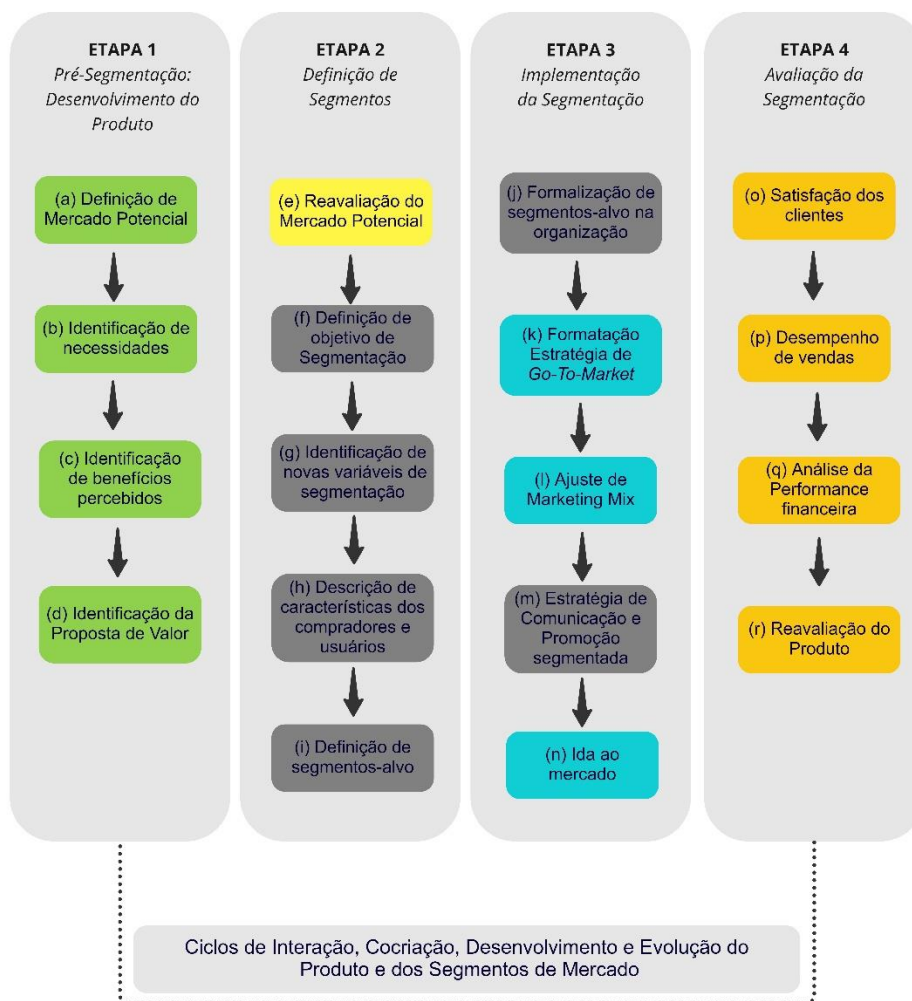 ETAPA 1
Pré-Segmentação:
Desenvolvimento do
Produto
(a) Definição de
Mercado Potencial
(b) Identificação de
necessidades
(c) Identificação
de benefícios
percebidos
(d) Identificação da
Proposta de Valor
ETAPA 2
Definição de
Segmentos
(e) Reavaliação do
Mercado Potencial
(f) Definição de
objetivo de
Segmentação
(g) Identificação de
novas variáveis de
segmentação
(h) Descrição de
características dos
compradores e
usuários
(i) Definição de
segmentos-alvo
ETAPA 3
Implementação
da Segmentação
(j) Formalização de
segmentos-alvo na
organização
(k) Formatação
Estratégia de
Go-To-Market
(l) Ajuste de
Marketing Mix
(m) Estratégia de
Comunicação e
Promoção
segmentada
(n) Ida ao
mercado
ETAPA 4
Avaliação da
Segmentação
(o) Satisfação dos
clientes
(p) Desempenho
de vendas
(q) Análise da
Performance
financeira
(r) Reavaliação do
Produto
Ciclos de Interação, Cocriação, Desenvolvimento e Evolução do
Produto e dos Segmentos de Mercado